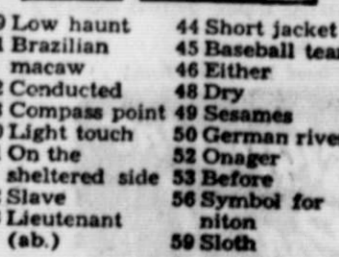 Low haunt
Brazilian
macaw
Conducted
Compass point
Light touch
On the
sheltered side
Slave
Lieutenant
(ab.)
44 Short jacket
45 Baseball
46 Either
48 Dry
49 Sesames
50 German
52 Onager
53 Before
56 Symbol for
niton
59 Sloth